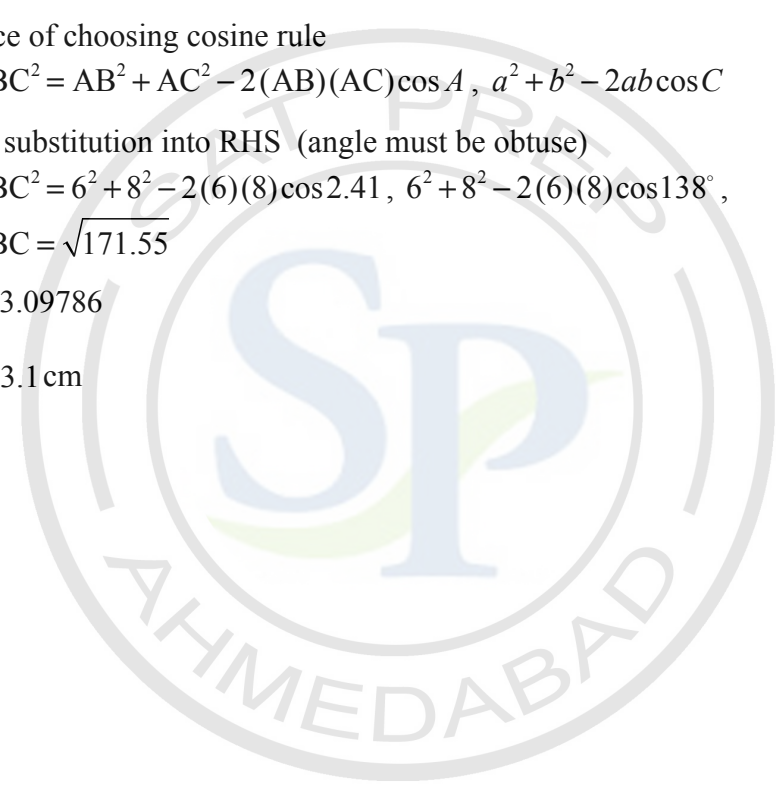 ce of choosing cosine rule
BC² = AB² + AC² − 2(AB)(AC)cos A , a² + b² − 2ab cos C
substitution into RHS (angle must be obtuse)
BC² = 6² + 8² − 2(6)(8)cos 2.41 , 6² + 8² − 2(6)(8)cos138° ,
BC = √171.55
3.09786
3.1 cm
SAT PREP
SP
AHMEDABAD